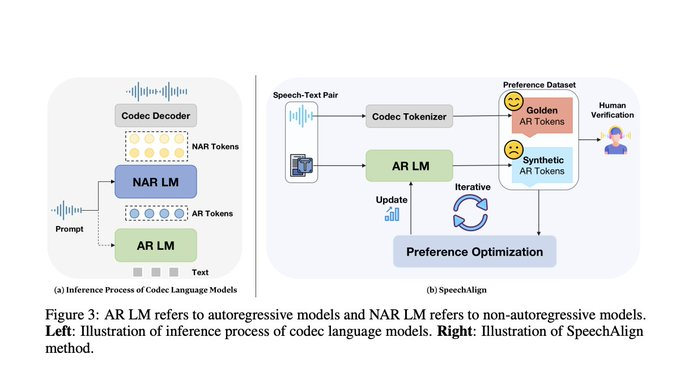 Codec Decoder
NAR Tokens
NAR LM
AR Tokens
Prompt
AR LM
Text
(a) Inference Process of Codec Language Models
Speech-Text Pair
Codec Tokenizer
AR LM
Update
Iterative
Preference Optimization
Preference Dataset
Golden
AR Tokens
Synthetic
AR Tokens
Human
Verification
(b) SpeechAlign
Figure 3: AR LM refers to autoregressive models and NAR LM refers to non-autoregressive models.
Left: Illustration of inference process of codec language models. Right: Illustration of SpeechAlign
method.